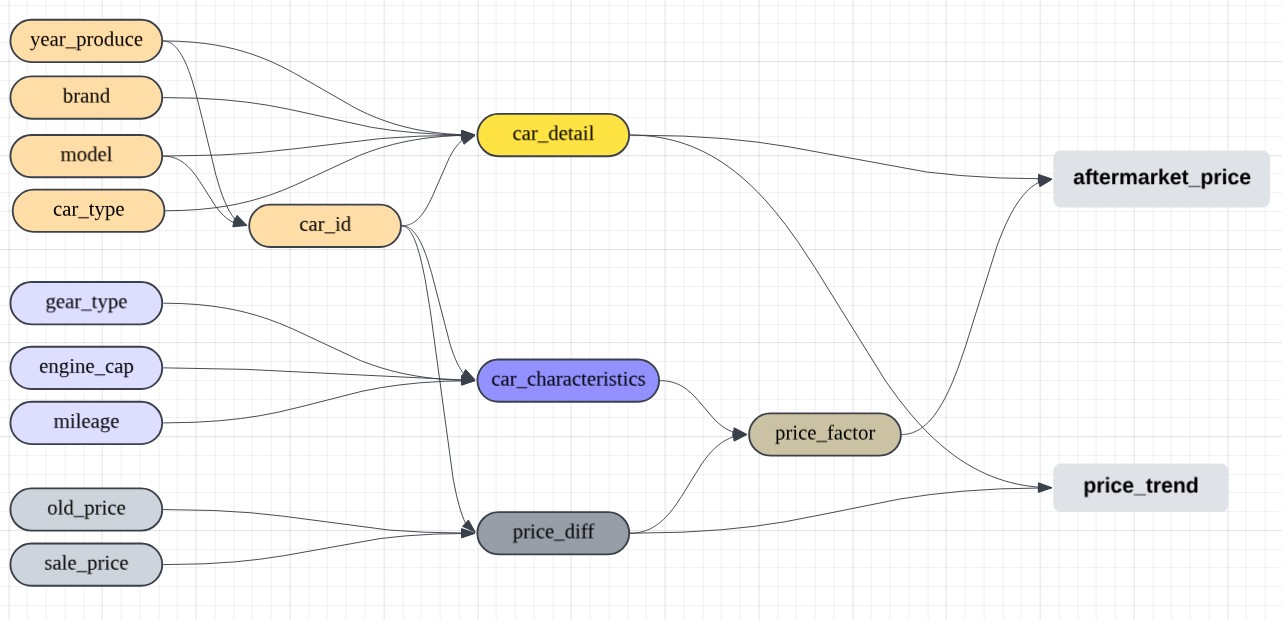 year_produce
brand
model
car_type
car_id
gear_type
engine_cap
mileage
old_price
sale_price
car_detail
car_characteristics
price_diff
price_factor
aftermarket_price
price_trend